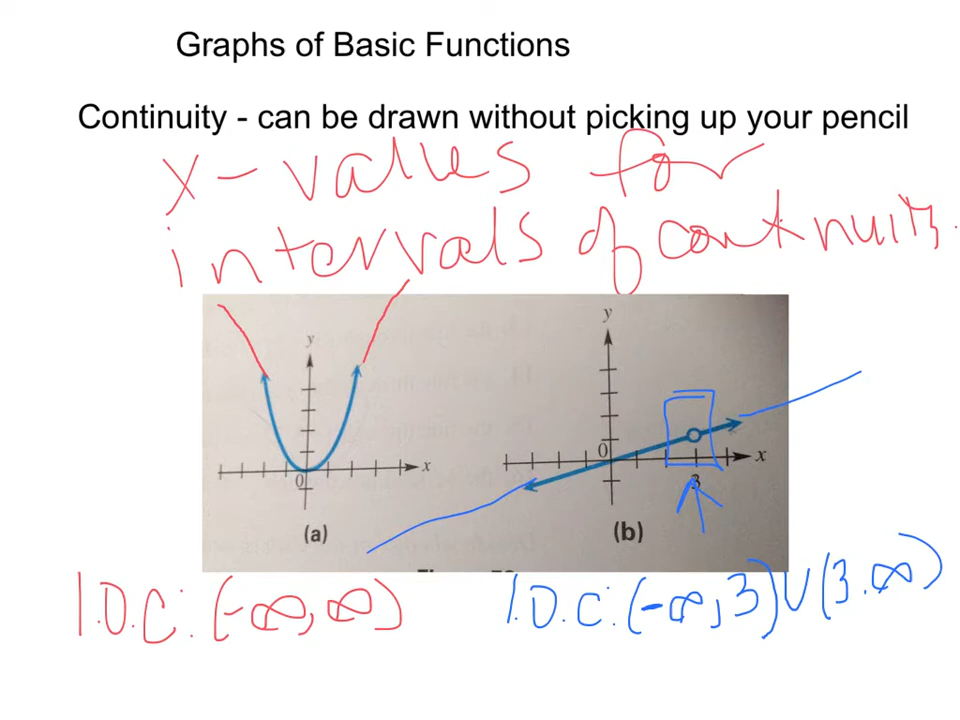 Graphs of Basic Functions
Continuity - can be drawn without picking up your pencil
x-values for
intervals of continuity.
y
x
0
(a)
y
x
0
3
(b)
I.O.C: (-∞, ∞)
I.O.C: (-∞, 3) U (3, ∞)